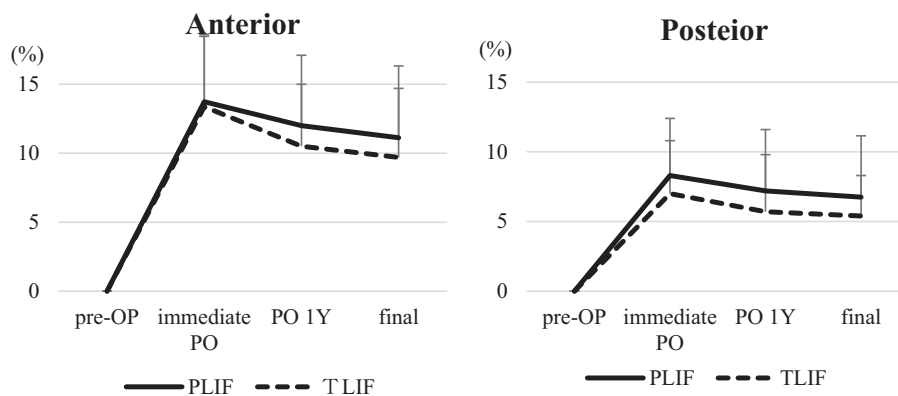 Anterior
(%)
15
10
5
0
pre-OP immediate PO PO 1Y final
PLIF TLIF
Posteior
(%)
15
10
5
0
pre-OP immediate PO PO 1Y final
PLIF TLIF